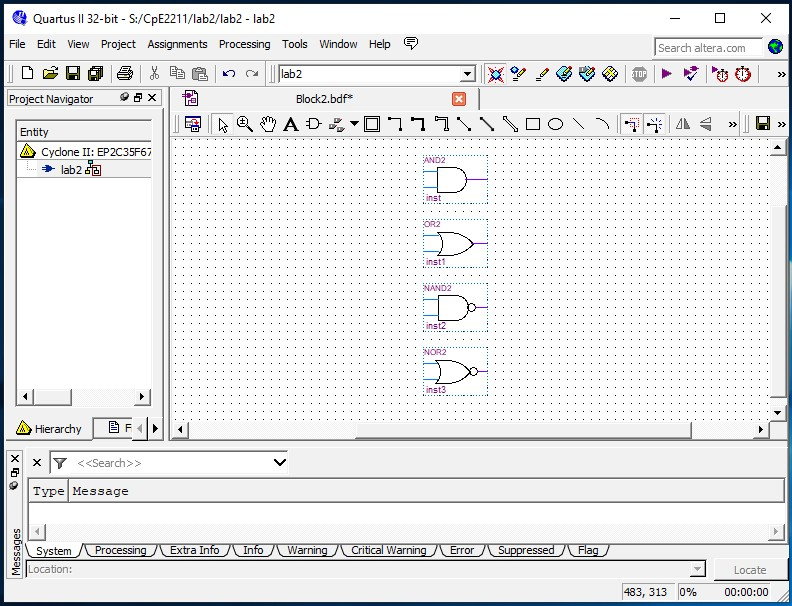 Quartus II 32-bit - S:/CpE2211/lab2/lab2 - lab2
File Edit View Project Assignments Processing Tools Window Help
Search altera.com
lab2
STOP
»
Project Navigator
Block2.bdf*
Entity
Cyclone II: EP2C35F67
lab2
A
»
»
AND2
inst
OR2
inst1
NAND2
inst2
NOR2
inst3
Hierarchy
F
<<Search>>
Type Message
Messages
System Processing Extra Info Info Warning Critical Warning Error Suppressed Flag
Location:
Locate
483, 313 0% 00:00:00